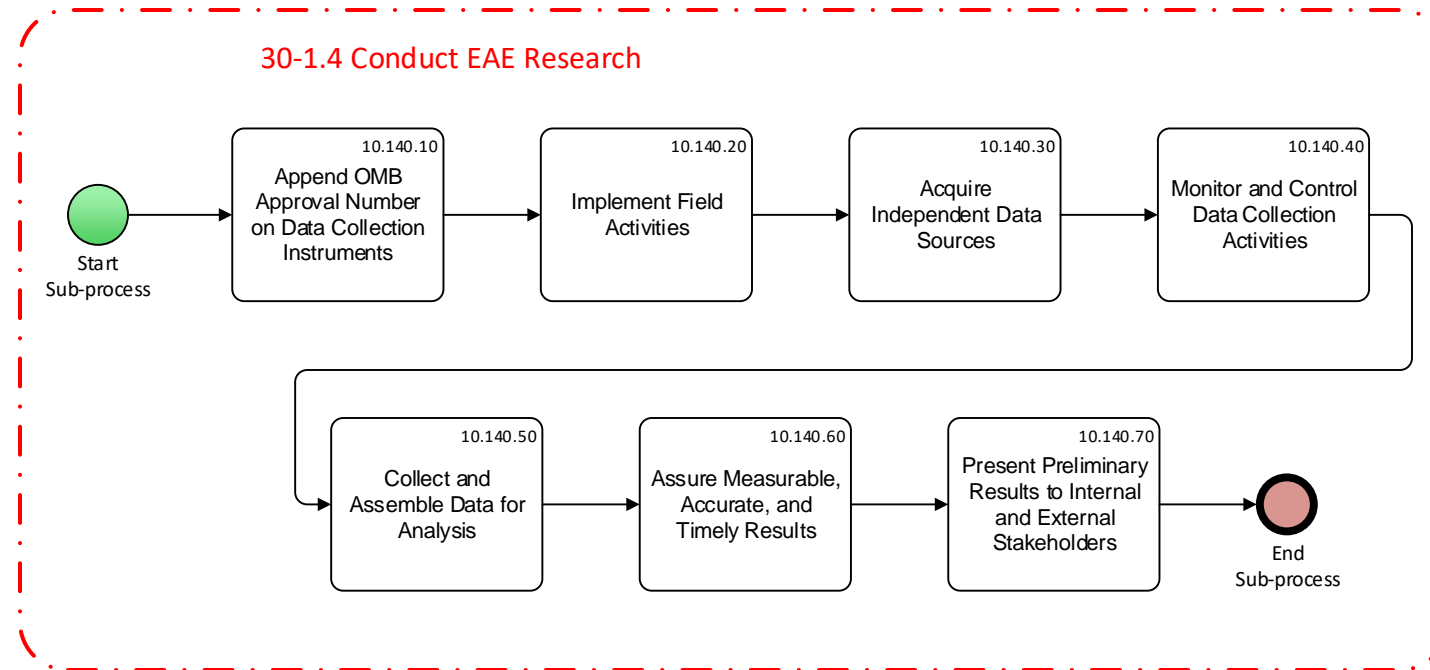 30-1.4 Conduct EAE Research
Start
Sub-process
10.140.10
Append OMB
Approval Number
on Data Collection
Instruments
10.140.20
Implement Field
Activities
10.140.30
Acquire
Independent Data
Sources
10.140.40
Monitor and Control
Data Collection
Activities
10.140.50
Collect and
Assemble Data for
Analysis
10.140.60
Assure Measurable,
Accurate, and
Timely Results
10.140.70
Present Preliminary
Results to Internal
and External
Stakeholders
End
Sub-process